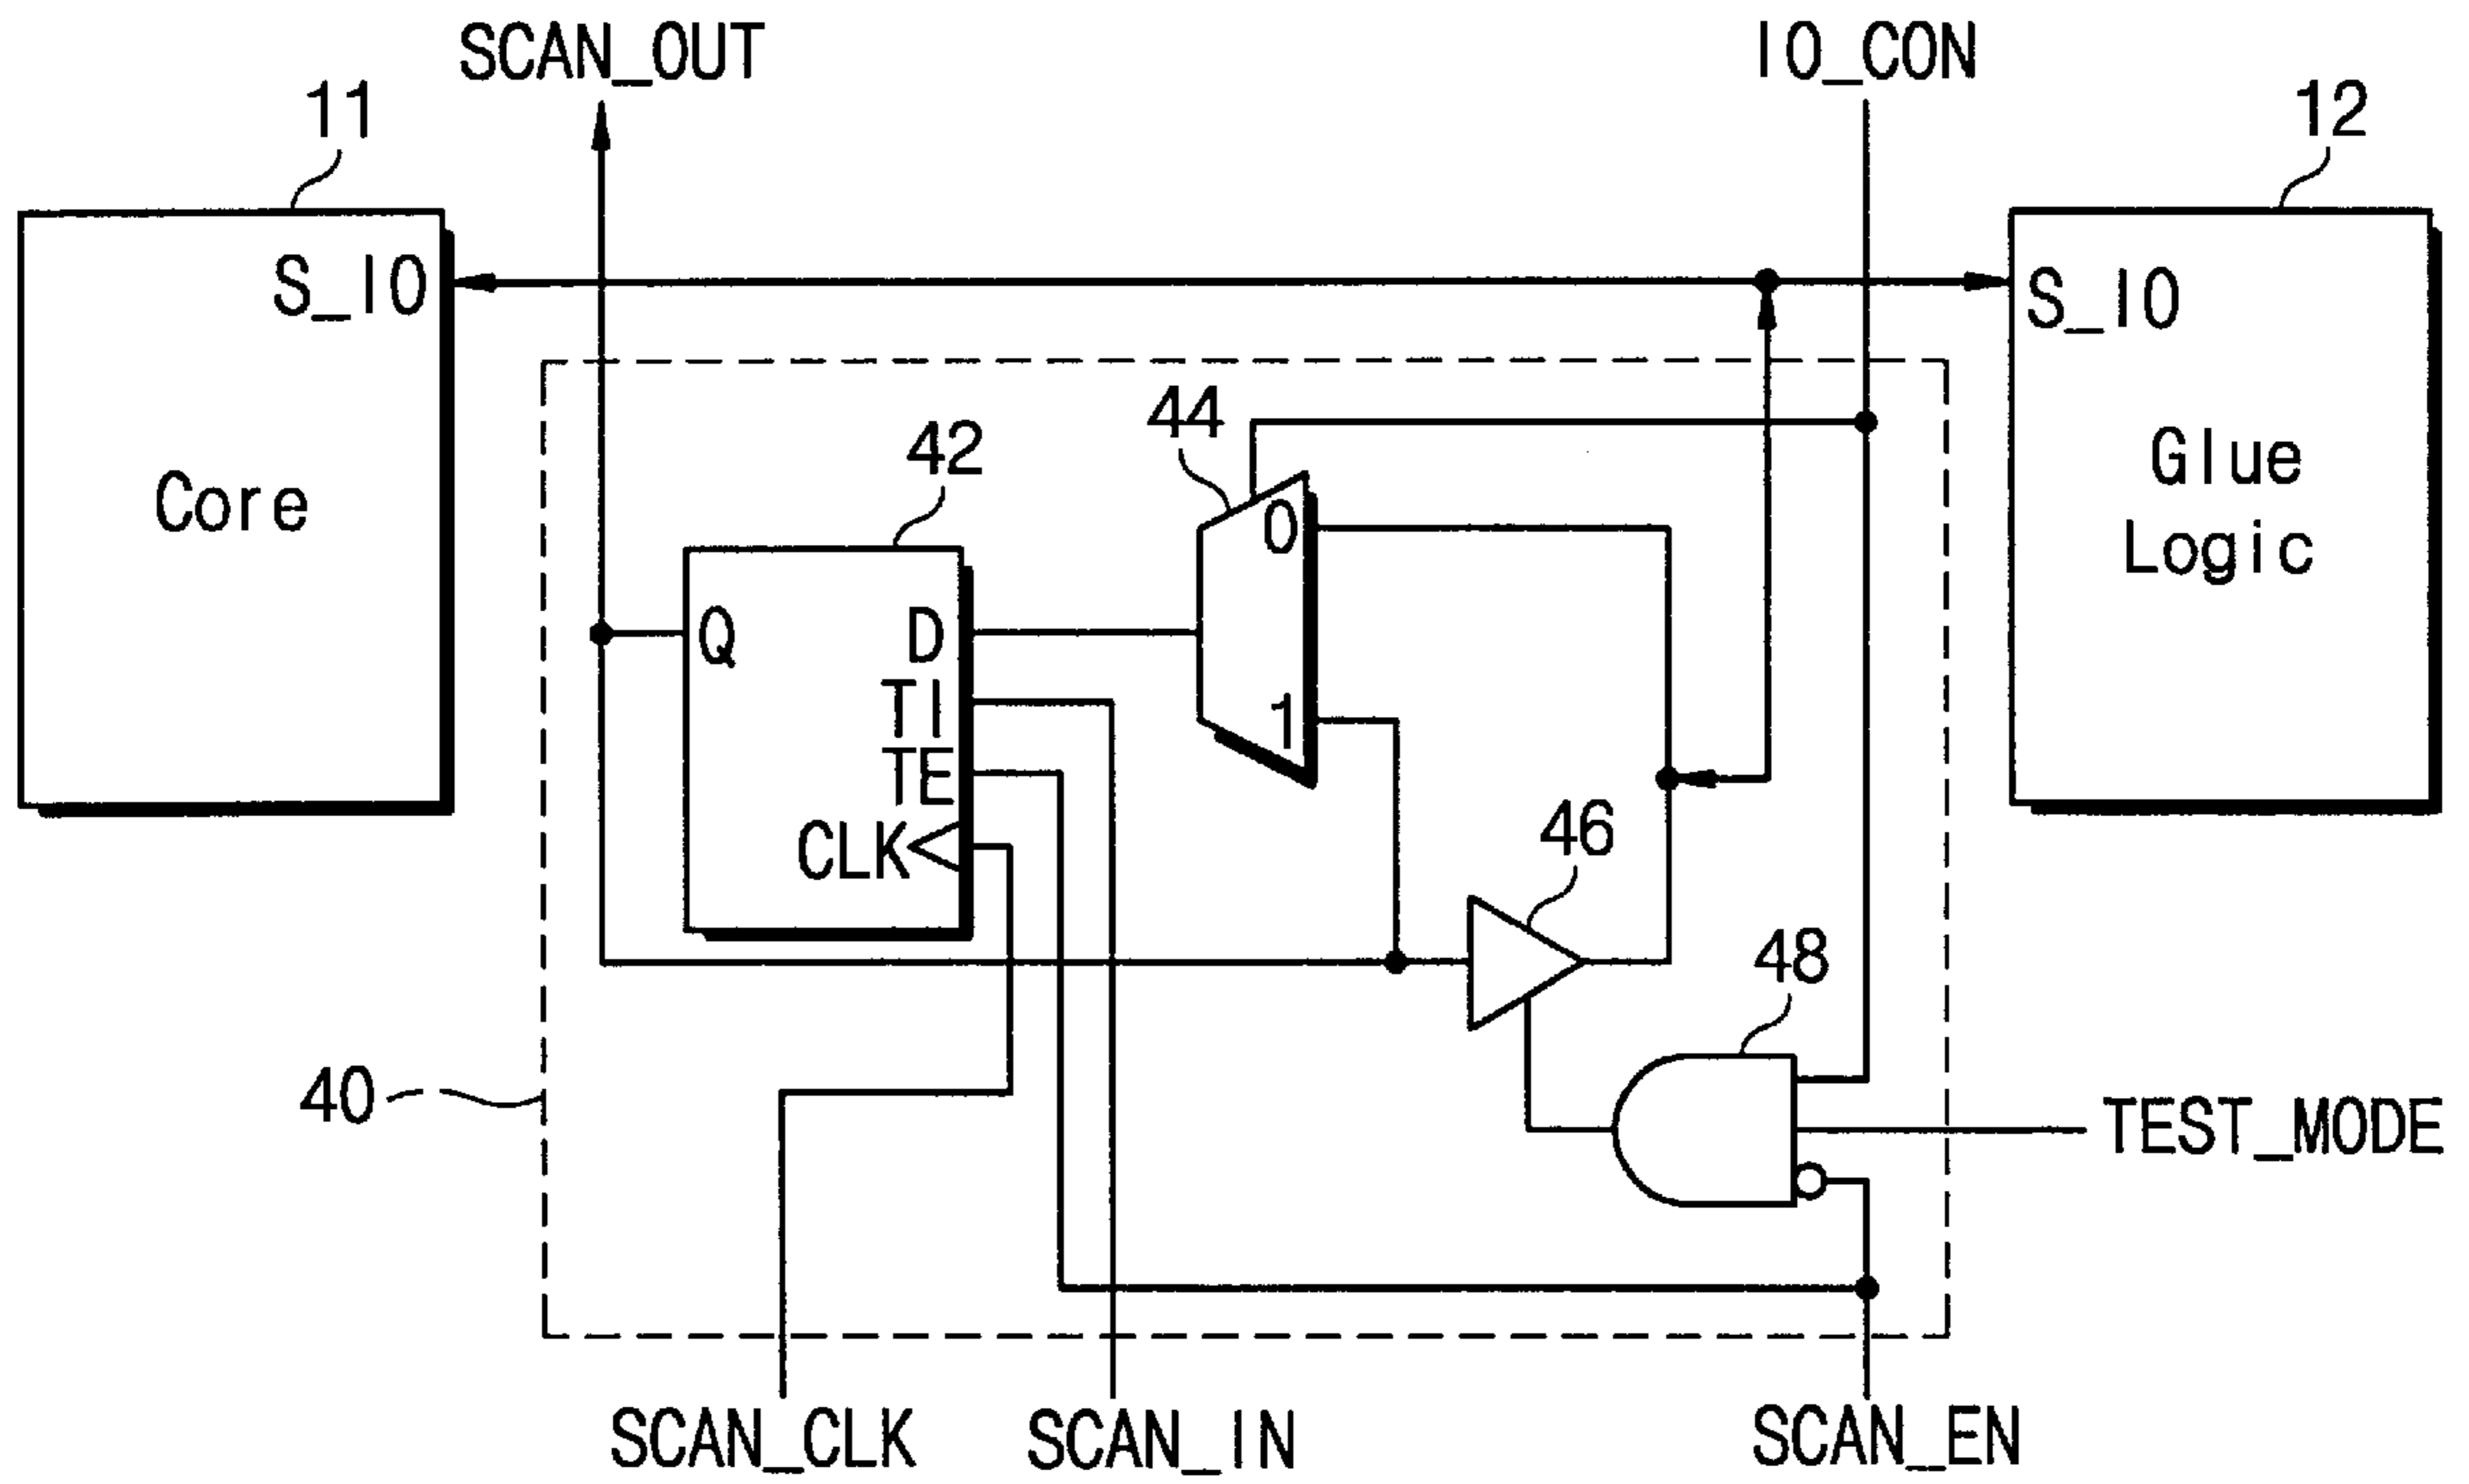 SCAN_OUT
IO_CON
11
12
S_IO
S_IO
Core
Glue
Logic
44
42
0
Q
D
TI
1
TE
CLK
46
48
40
TEST_MODE
SCAN_CLK
SCAN_IN
SCAN_EN